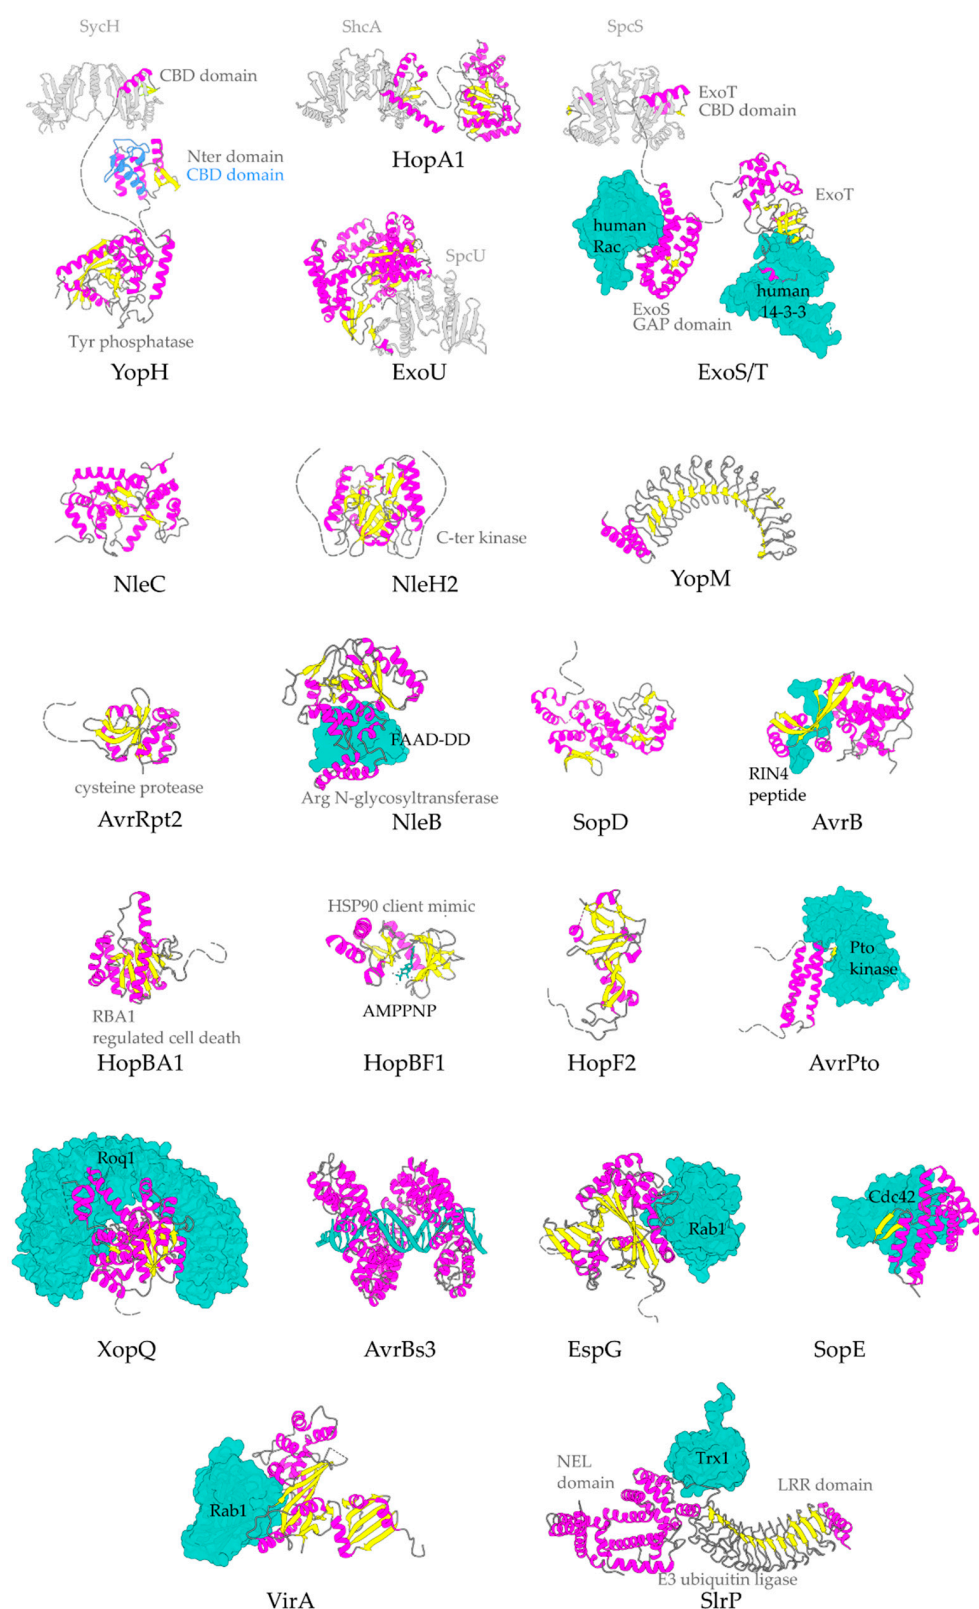 SycH
ShcA
SpcS
CBD domain
ExoT
CBD domain
Nter domain
CBD domain
HopA1
ExoT
human
Rac
SpcU
human
14-3-3
ExoS
GAP domain
Tyr phosphatase
YopH
ExoU
ExoS/T
C-ter kinase
NleC
NleH2
YopM
FAAD-DD
RIN4
peptide
cysteine protease
Arg N-glycosyltransferase
AvrRpt2
NleB
SopD
AvrB
HSP90 client mimic
Pto
kinase
RBA1
regulated cell death
AMPPNP
HopBA1
HopBF1
HopF2
AvrPto
Roq1
Cdc42
Rab1
XopQ
AvrBs3
EspG
SopE
Trx1
NEL
domain
LRR domain
Rab1
E3 ubiquitin ligase
VirA
SlrP